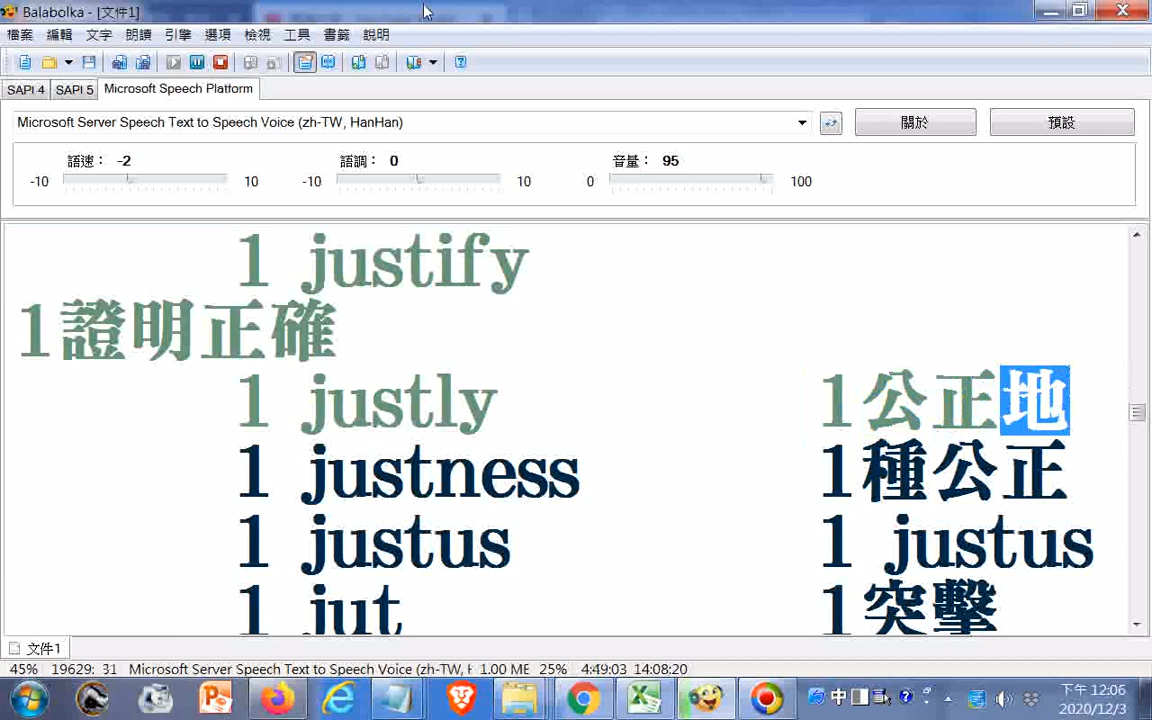 Balabolka - [文件1]
檔案 編輯 文字 朗讀 引擎 選項 檢視 工具 書籤 說明
SAPI 4 SAPI 5 Microsoft Speech Platform
Microsoft Server Speech Text to Speech Voice (zh-TW, HanHan) 關於 預設
語速： -2 語調： 0 音量： 95
-10 10 -10 10 0 100
1 justify
1證明正確
1 justly 1公正地
1 justness 1種公正
1 justus 1 justus
1 jut 1突擊
文件1
45% 19629: 31 Microsoft Server Speech Text to Speech Voice (zh-TW, 1.00 ME 25% 4:49:03 14:08:20
中 下午 12:06
2020/12/3